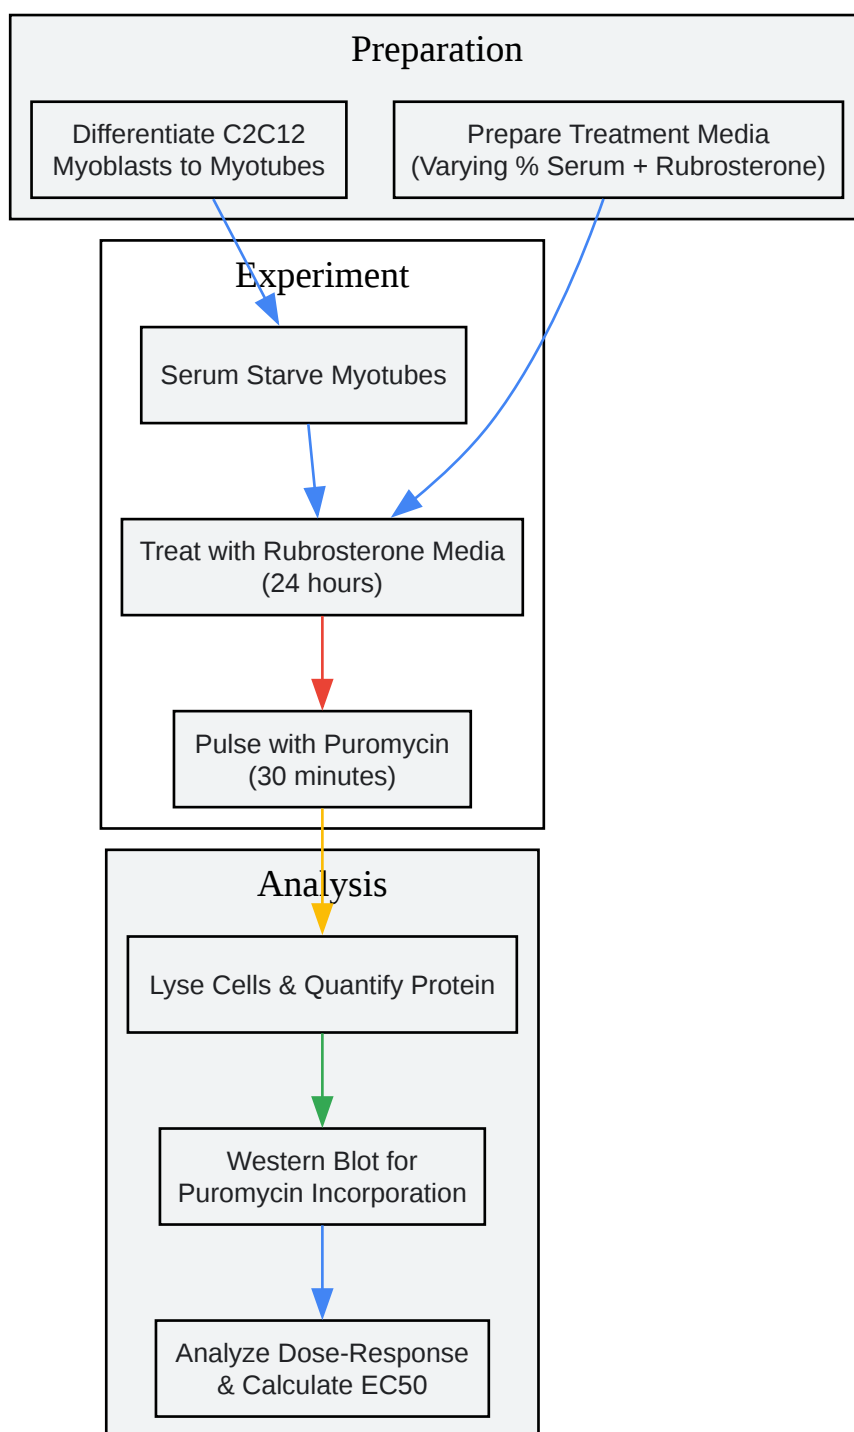 Preparation
Differentiate C2C12
Myoblasts to Myotubes
Prepare Treatment Media
(Varying % Serum + Rubrosterone)
Experiment
Serum Starve Myotubes
Treat with Rubrosterone Media
(24 hours)
Pulse with Puromycin
(30 minutes)
Analysis
Lyse Cells & Quantify Protein
Western Blot for
Puromycin Incorporation
Analyze Dose-Response
& Calculate EC50